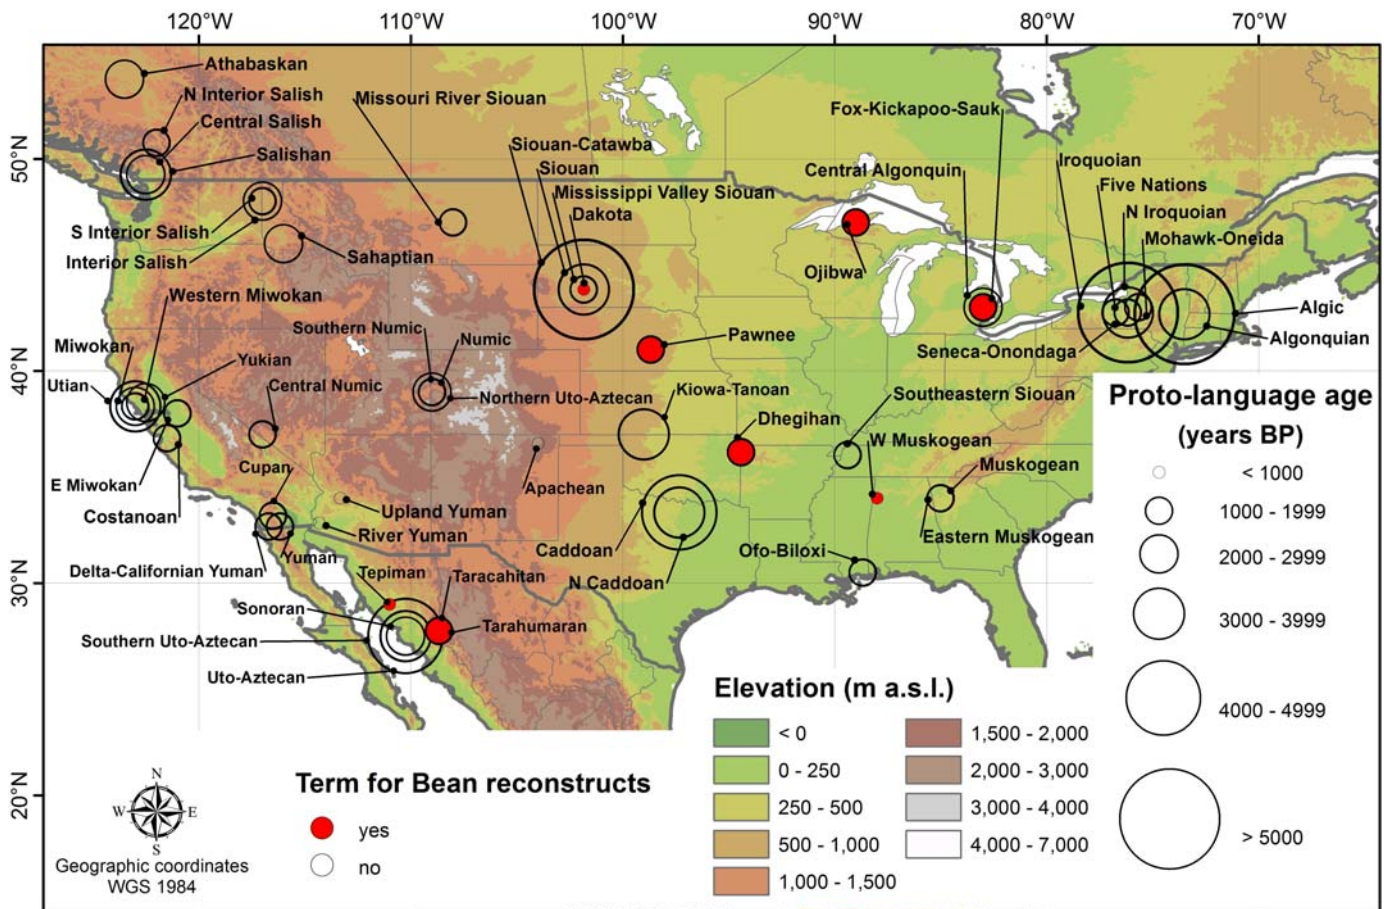 120°W
110°W
100°W
90°W
80°W
70°W
50°N
40°N
30°N
20°N
Athabaskan
N Interior Salish
Central Salish
Salishan
Missouri River Siouan
Siouan-Catawba
Siouan
Mississippi Valley Siouan
Dakota
Fox-Kickapoo-Sauk
Central Algonquin
Iroquoian
Five Nations
N Iroquoian
Mohawk-Oneida
S Interior Salish
Interior Salish
Sahaptian
Ojibwa
Western Miwokan
Southern Numic
Numic
Miwokan
Yukian
Utian
Central Numic
Northern Uto-Aztecan
Pawnee
Kiowa-Tanoan
Dhegihan
Southeastern Siouan
Seneca-Onondaga
Algic
Algonquian
W Muskogean
Muskogean
Cupan
E Miwokan
Costanoan
Apachean
Upland Yuman
River Yuman
Yuman
Delta-Californian Yuman
Caddoan
N Caddoan
Eastern Muskogean
Ofo-Biloxi
Tepiman
Taracahitan
Sonoran
Tarahumaran
Southern Uto-Aztecan
Uto-Aztecan
Proto-language age
(years BP)
< 1000
1000 - 1999
2000 - 2999
3000 - 3999
4000 - 4999
> 5000
Elevation (m a.s.l.)
< 0
0 - 250
250 - 500
500 - 1,000
1,000 - 1,500
1,500 - 2,000
2,000 - 3,000
3,000 - 4,000
4,000 - 7,000
Term for Bean reconstructs
yes
no
N
W E
S
Geographic coordinates
WGS 1984